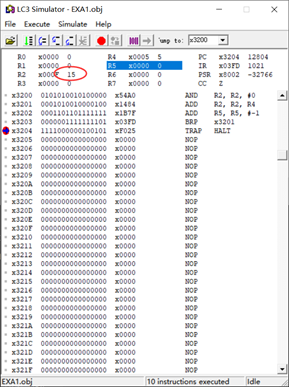 LC3 Simulator - EXA1.obj
File Execute Simulate Help
'ump to: x3200
R0 x0000 0 R4 x0005 5 PC x3204 12804
R1 x0000 0 R5 x0000 0 IR x03FD 1021
R2 x000F 15 R6 x0000 0 PSR x8002 -32766
R3 x0000 0 R7 x0000 0 CC Z
x3200 0101010010100000 x54A0 AND R2, R2, #0
x3201 0001010010000100 x1484 ADD R2, R2, R4
x3202 0001101101111111 x1B7F ADD R5, R5, #-1
x3203 0000001111111101 x03FD BRP x3201
x3204 1111000000100101 xF025 TRAP HALT
x3205 0000000000000000 x0000 NOP
x3206 0000000000000000 x0000 NOP
x3207 0000000000000000 x0000 NOP
x3208 0000000000000000 x0000 NOP
x3209 0000000000000000 x0000 NOP
x320A 0000000000000000 x0000 NOP
x320B 0000000000000000 x0000 NOP
x320C 0000000000000000 x0000 NOP
x320D 0000000000000000 x0000 NOP
x320E 0000000000000000 x0000 NOP
x320F 0000000000000000 x0000 NOP
x3210 0000000000000000 x0000 NOP
x3211 0000000000000000 x0000 NOP
x3212 0000000000000000 x0000 NOP
x3213 0000000000000000 x0000 NOP
x3214 0000000000000000 x0000 NOP
x3215 0000000000000000 x0000 NOP
x3216 0000000000000000 x0000 NOP
x3217 0000000000000000 x0000 NOP
x3218 0000000000000000 x0000 NOP
x3219 0000000000000000 x0000 NOP
x321A 0000000000000000 x0000 NOP
x321B 0000000000000000 x0000 NOP
x321C 0000000000000000 x0000 NOP
x321D 0000000000000000 x0000 NOP
x321E 0000000000000000 x0000 NOP
x321F 0000000000000000 x0000 NOP
EXA1.obj 10 instructions executed Idle